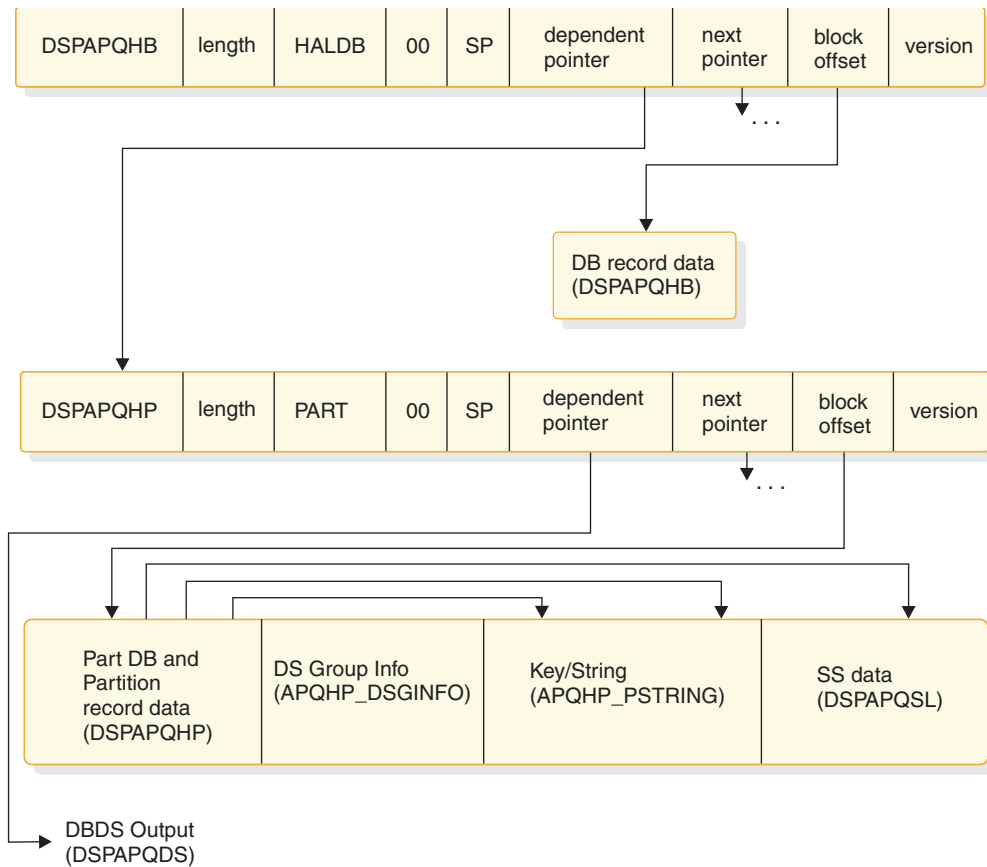 DSPAPQHB length HALDB 00 SP dependent pointer next pointer block offset version
. . .
DB record data
(DSPAPQHB)
DSPAPQHP length PART 00 SP dependent pointer next pointer block offset version
. . .
Part DB and
Partition
record data
(DSPAPQHP)
DS Group Info
(APQHP_DSGINFO)
Key/String
(APQHP_PSTRING)
SS data
(DSPAPQSL)
DBDS Output
(DSPAPQDS)